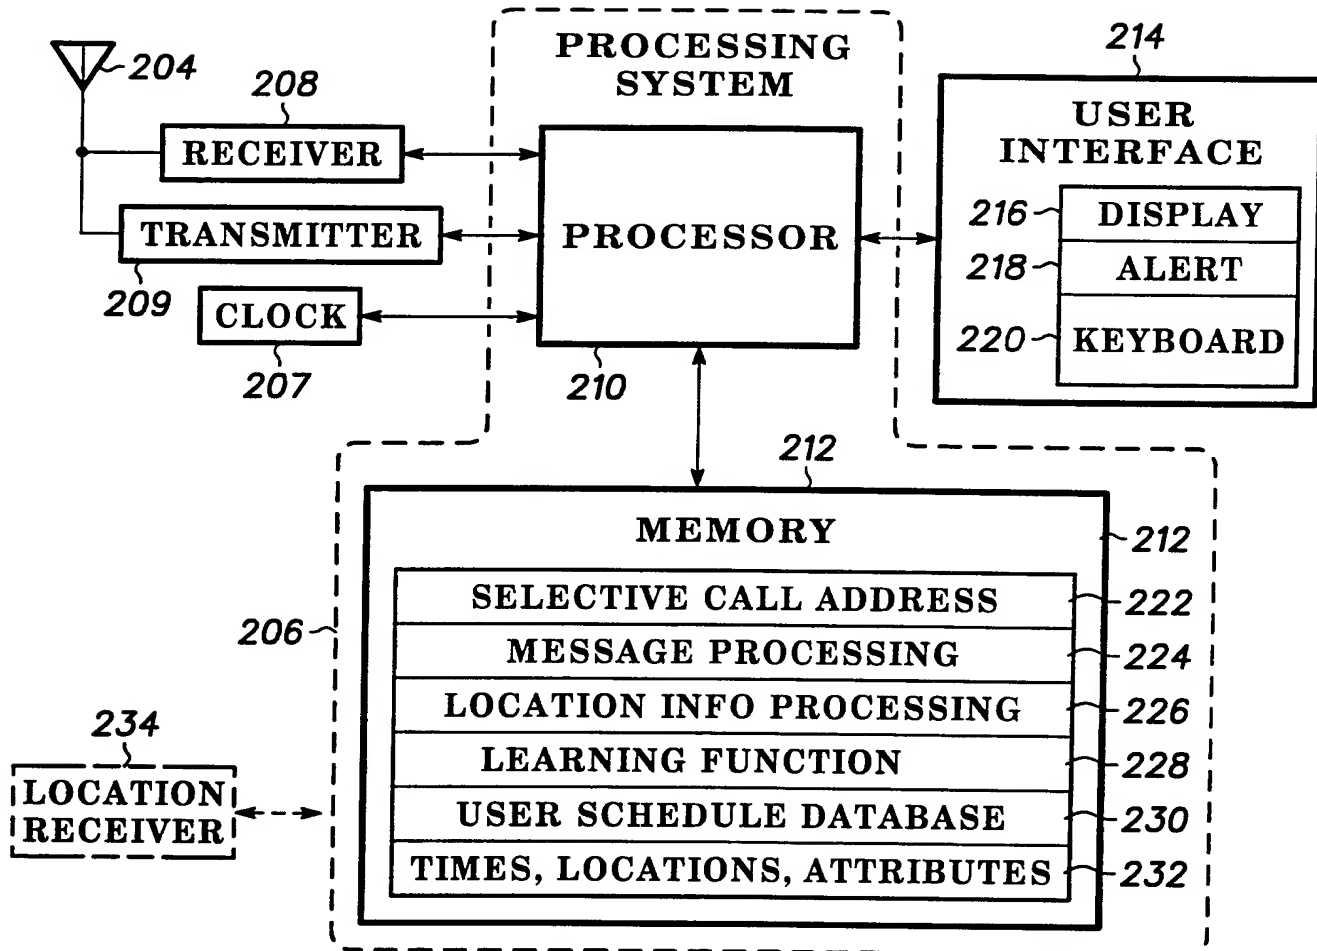 204
208
RECEIVER
TRANSMITTER
209
CLOCK
207
PROCESSING
SYSTEM
PROCESSOR
210
214
USER
INTERFACE
216
DISPLAY
218
ALERT
220
KEYBOARD
212
MEMORY
212
206
SELECTIVE CALL ADDRESS
222
MESSAGE PROCESSING
224
LOCATION INFO PROCESSING
226
LEARNING FUNCTION
228
USER SCHEDULE DATABASE
230
TIMES, LOCATIONS, ATTRIBUTES
232
234
LOCATION
RECEIVER